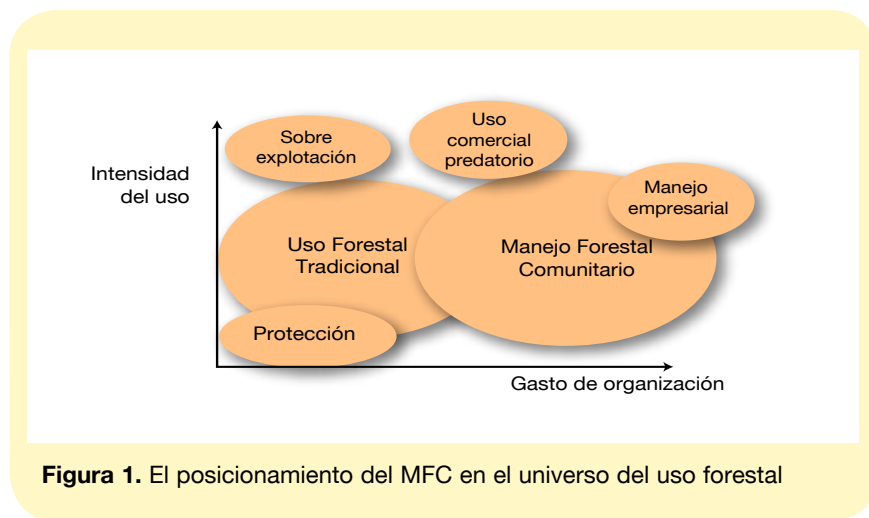 Intensidad
del uso
Sobre
explotación
Uso
comercial
predatorio
Manejo
empresarial
Uso Forestal
Tradicional
Manejo Forestal
Comunitario
Protección
Gasto de organización
Figura 1. El posicionamiento del MFC en el universo del uso forestal